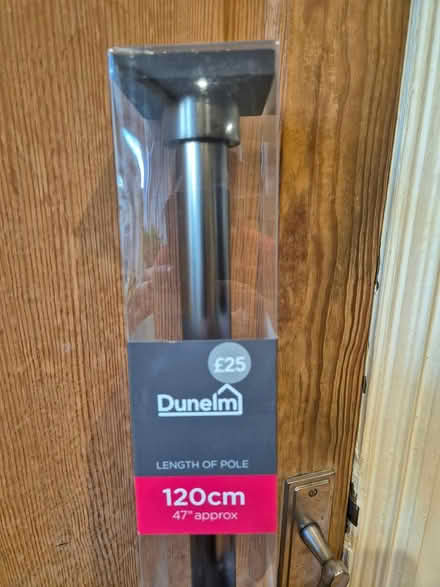 £25
Dunelm
LENGTH OF POLE
120cm
47" approx